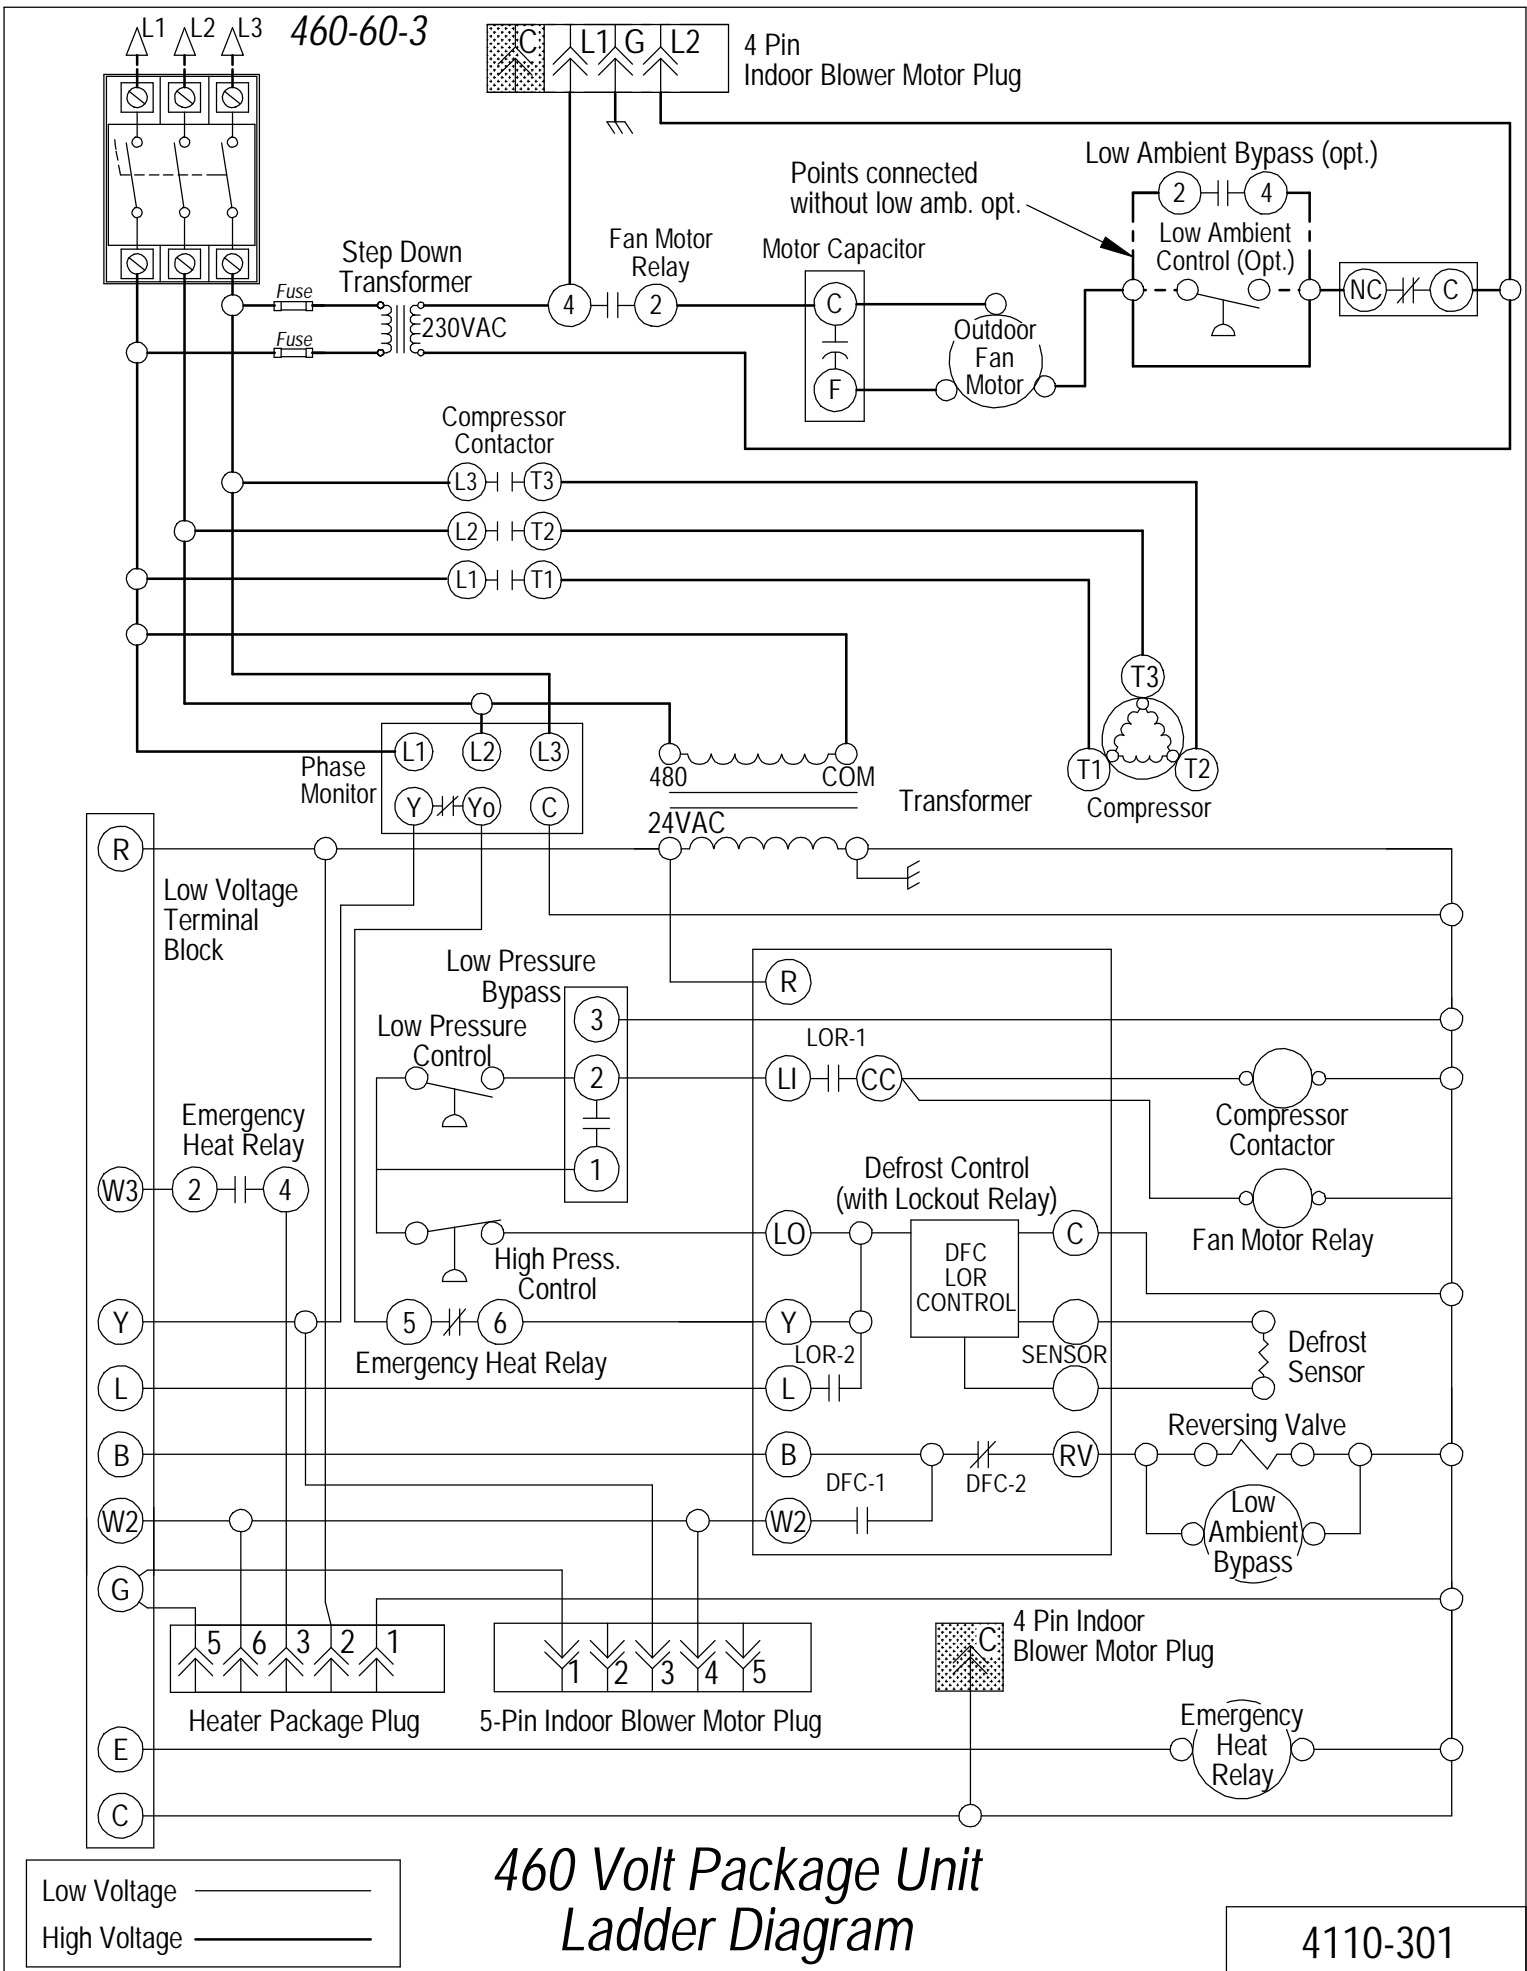 L1 L2 L3 460-60-3
C L1 G L2
4 Pin
Indoor Blower Motor Plug
Low Ambient Bypass (opt.)
2 4
Points connected
without low amb. opt.
Low Ambient
Control (Opt.)
Step Down
Transformer
Fan Motor
Relay
Motor Capacitor
Fuse
Fuse
230VAC
4 2
C
F
Outdoor
Fan
Motor
NC C
Compressor
Contactor
L3 T3
L2 T2
L1 T1
T3
T1 T2
Compressor
Phase
Monitor
L1 L2 L3
Y Yo C
480 COM
Transformer
24VAC
R
Low Voltage
Terminal
Block
Low Pressure
Bypass
3
2
1
Low Pressure
Control
R
LOR-1
LI CC
Compressor
Contactor
Emergency
Heat Relay
W3 2 4
Defrost Control
(with Lockout Relay)
LO
DFC
LOR
CONTROL
C
Fan Motor Relay
High Press.
Control
Y
5 6
Emergency Heat Relay
Y
LOR-2
SENSOR
Defrost
Sensor
L
L
Reversing Valve
B
B
DFC-1
DFC-2
RV
Low
Ambient
Bypass
W2
W2
G
5 6 3 2 1
Heater Package Plug
1 2 3 4 5
5-Pin Indoor Blower Motor Plug
C
4 Pin Indoor
Blower Motor Plug
E
Emergency
Heat
Relay
C
Low Voltage
High Voltage
460 Volt Package Unit
Ladder Diagram
4110-301